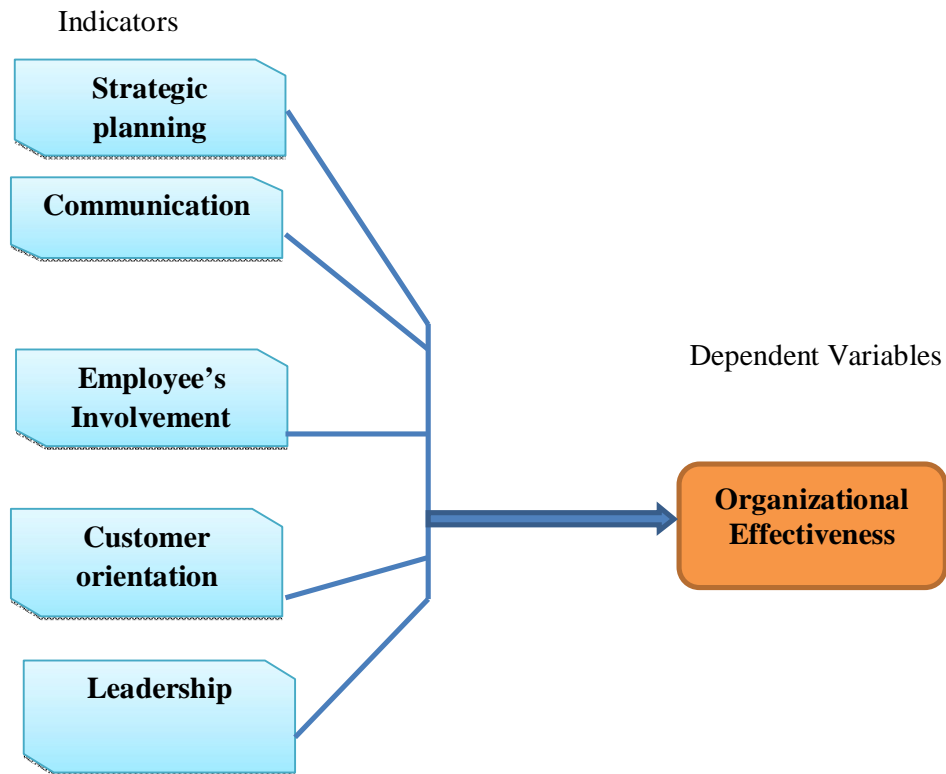 Indicators
Strategic
planning
Communication
Employee's
Involvement
Customer
orientation
Leadership
Dependent Variables
Organizational
Effectiveness